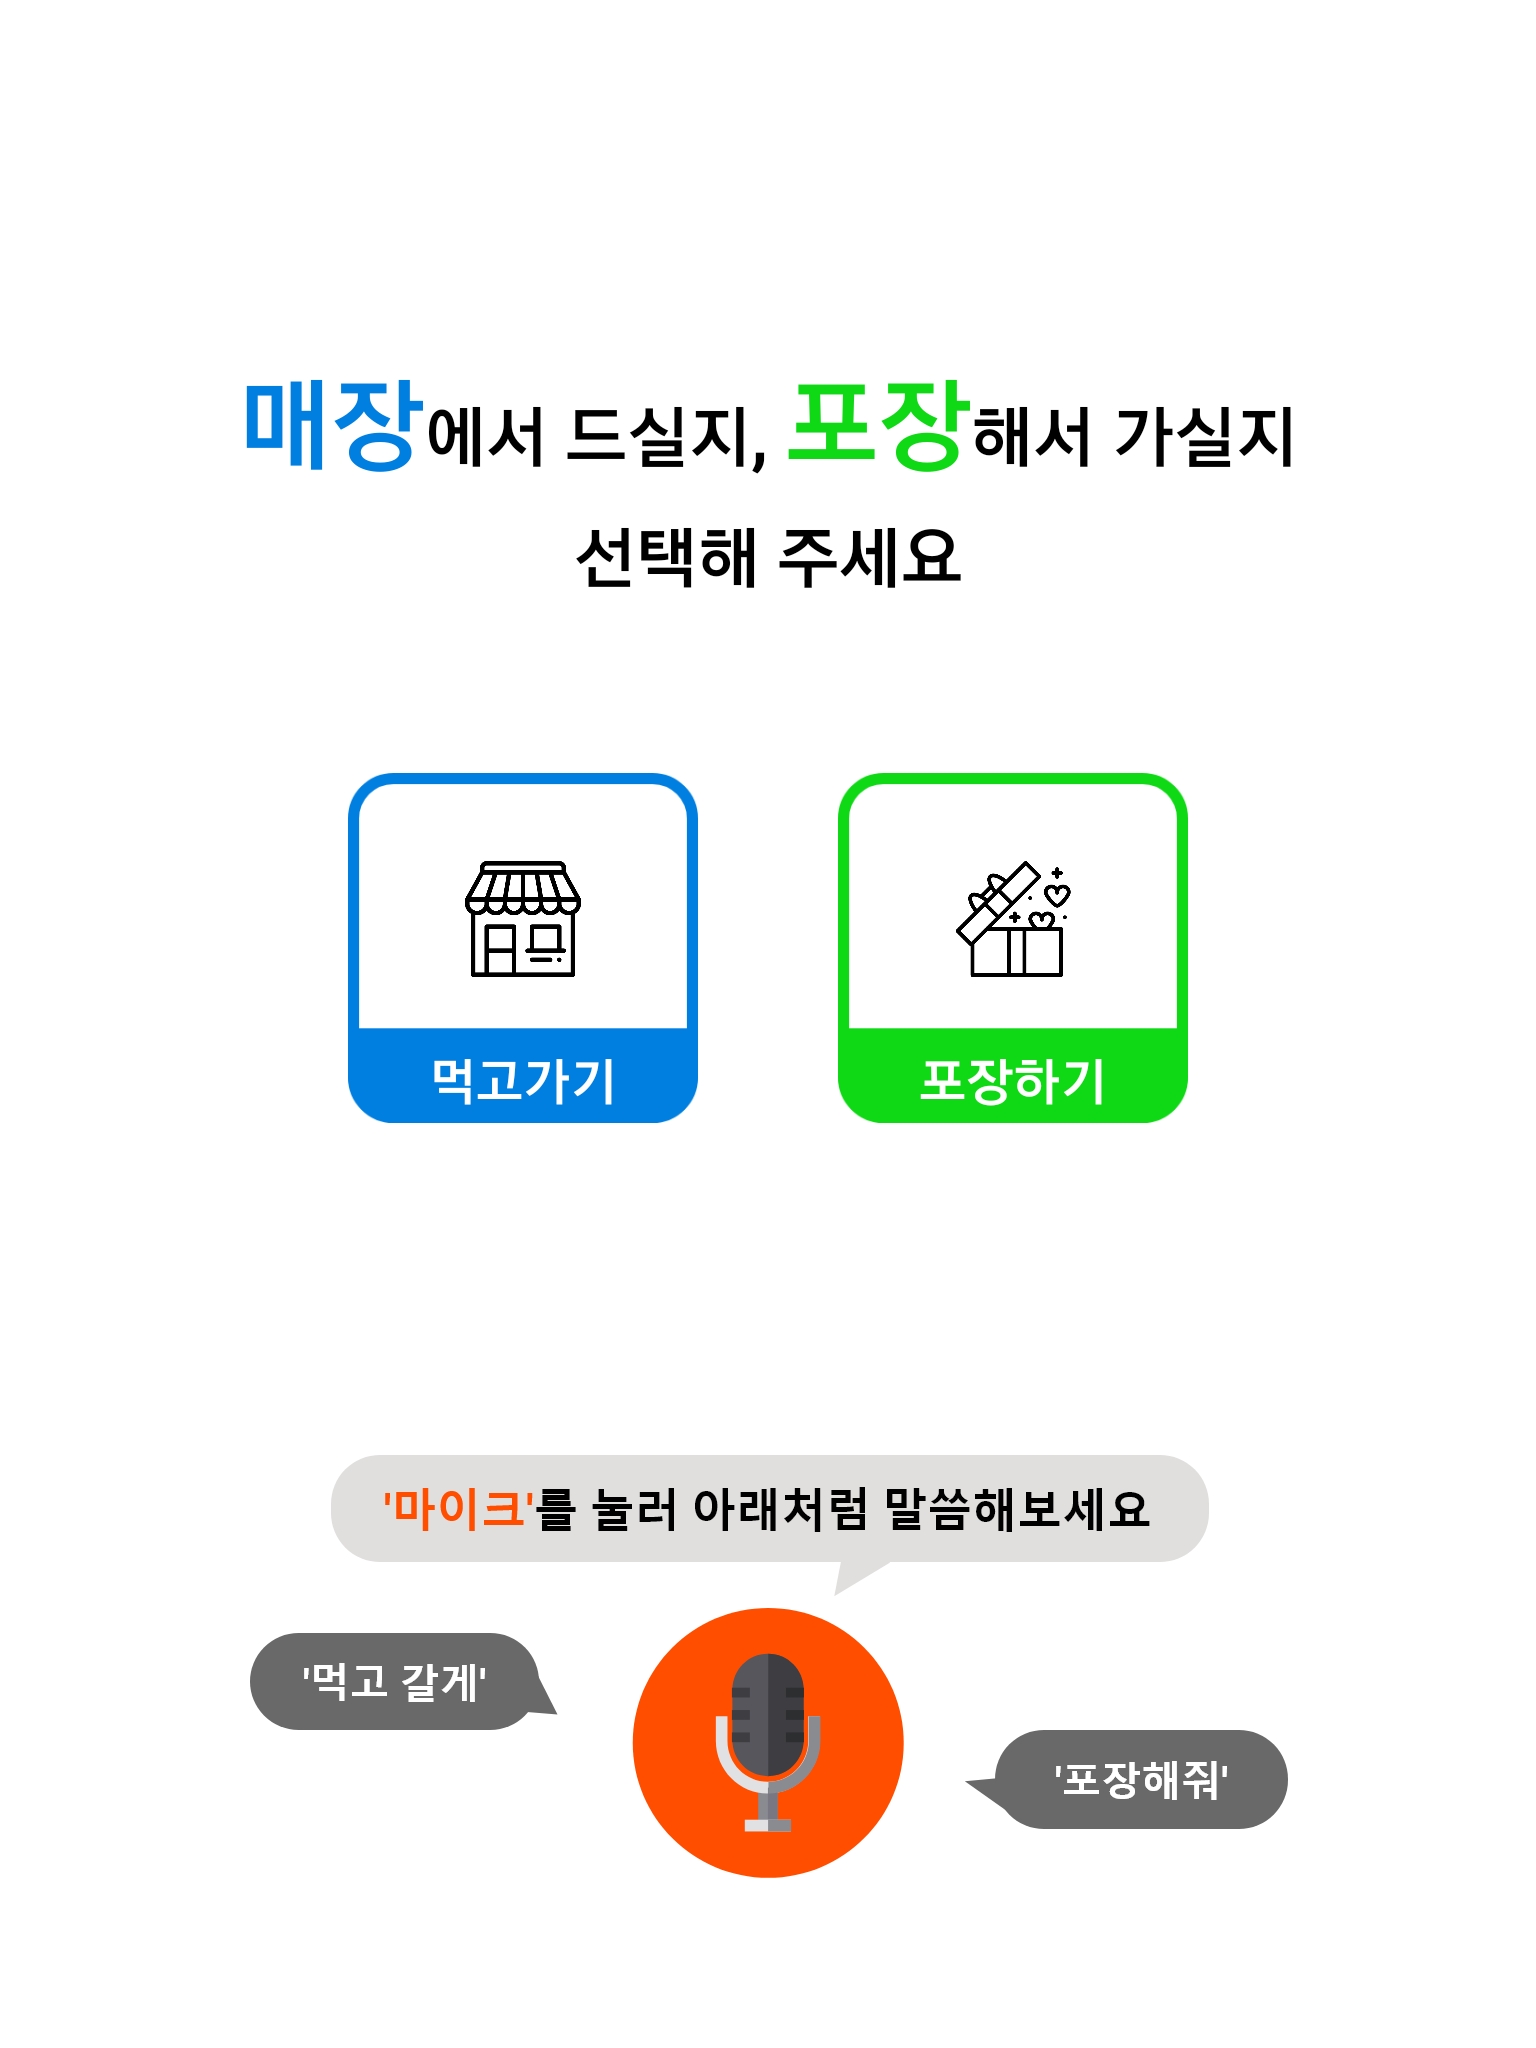 매장에서 드실지, 포장해서 가실지
선택해 주세요
먹고가기
포장하기
'마이크'를 눌러 아래처럼 말씀해보세요
'먹고 갈게'
'포장해줘'